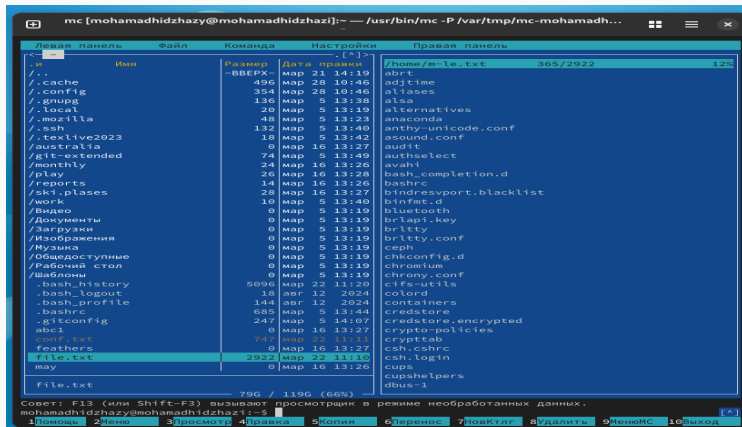 mc [mohamadhidzhazy@mohamadhidzhazi]:~ — /usr/bin/mc -P /var/tmp/mc-mohamadh...
Левая панель Файл Команда Настройки Правая панель
<— ~ .[^]>
.и Имя Размер Дата правки
/.. -ВВЕРХ- мар 21 14:19
/.cache 496 мар 28 10:46
/.config 354 мар 28 10:46
/.gnupg 136 мар 5 13:38
/.local 20 мар 5 13:19
/.mozilla 48 мар 5 13:23
/.ssh 132 мар 5 13:40
/.texlive2023 18 мар 5 13:42
/australia 0 мар 16 13:27
/git-extended 74 мар 5 13:49
/monthly 24 мар 16 13:26
/play 26 мар 16 13:28
/reports 14 мар 16 13:26
/ski.plases 28 мар 16 13:27
/work 10 мар 5 13:40
/Видео 0 мар 5 13:19
/Документы 0 мар 5 13:19
/Загрузки 0 мар 5 13:19
/Изображения 0 мар 5 13:19
/Музыка 0 мар 5 13:19
/Общедоступные 0 мар 5 13:19
/Рабочий стол 0 мар 5 13:19
/Шаблоны 0 мар 5 13:19
.bash_history 5096 мар 22 11:20
.bash_logout 18 авг 12 2024
.bash_profile 144 авг 12 2024
.bashrc 685 мар 5 13:44
.gitconfig 247 мар 5 14:07
abc1 0 мар 16 13:27
conf.txt 747 мар 22 11:11
feathers 0 мар 16 13:27
file.txt 2922 мар 22 11:10
may 0 мар 16 13:26
file.txt
79G / 119G (66%)
/home/m~le.txt 365/2922 12%
abrt
adjtime
aliases
alsa
alternatives
anaconda
anthy-unicode.conf
asound.conf
audit
authselect
avahi
bash_completion.d
bashrc
bindresvport.blacklist
binfmt.d
bluetooth
brlapi.key
brltty
brltty.conf
ceph
chkconfig.d
chromium
chrony.conf
cifs-utils
colord
containers
credstore
credstore.encrypted
crypto-policies
crypttab
csh.cshrc
csh.login
cups
cupshelpers
dbus-1
Совет: F13 (или Shift-F3) вызывают просмотрщик в режиме необработанных данных.
mohamadhidzhazy@mohamadhidzhazi:~$ [^]
1Помощь 2Меню 3Просмотр 4Правка 5Копия 6Перенос 7НовКтлг 8Удалить 9МенюMC 10Выход